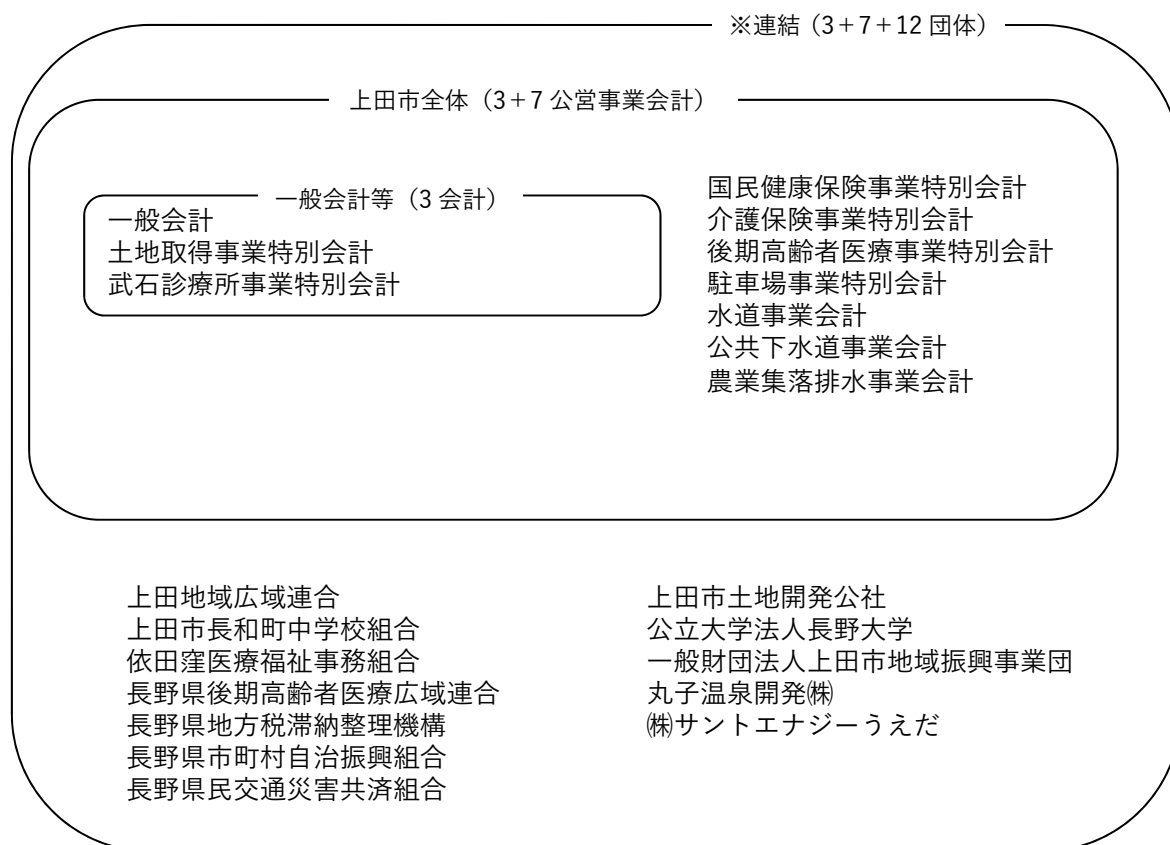 ※連結（3＋7＋12 団体）
上田市全体（3＋7 公営事業会計）
一般会計等（3 会計）
一般会計
土地取得事業特別会計
武石診療所事業特別会計
国民健康保険事業特別会計
介護保険事業特別会計
後期高齢者医療事業特別会計
駐車場事業特別会計
水道事業会計
公共下水道事業会計
農業集落排水事業会計
上田地域広域連合
上田市長和町中学校組合
依田窪医療福祉事務組合
長野県後期高齢者医療広域連合
長野県地方税滞納整理機構
長野県市町村自治振興組合
長野県民交通災害共済組合
上田市土地開発公社
公立大学法人長野大学
一般財団法人上田市地域振興事業団
丸子温泉開発㈱
㈱サントエナジーうえだ